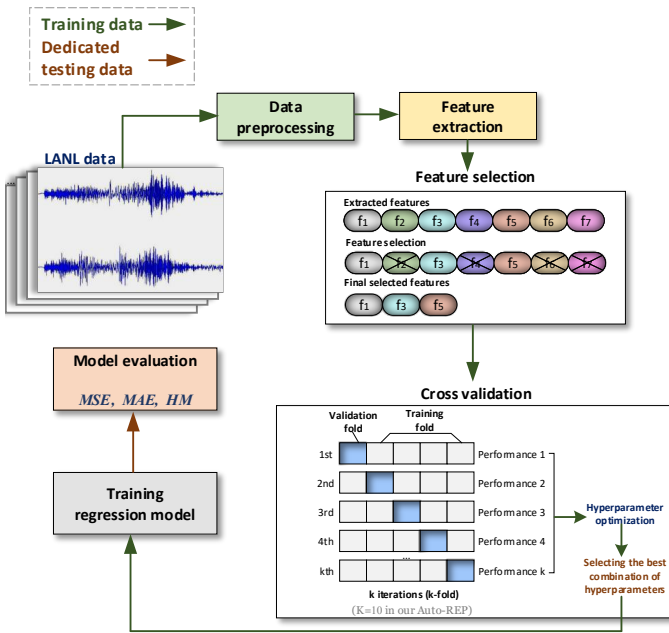 Training data
Dedicated
testing data
Data
preprocessing
Feature
extraction
LANL data
...
Feature selection
Extracted features
f1 f2 f3 f4 f5 f6 f7
Feature selection
f1 f2 f3 f4 f5 f6 f7
Final selected features
f1 f3 f5
Model evaluation
MSE, MAE, HM
Training
regression model
Cross validation
Validation
fold
Training
fold
1st Performance 1
2nd Performance 2
3rd Performance 3
4th Performance 4
...
kth Performance k
k iterations (k-fold)
(K=10 in our Auto-REP)
Hyperparameter
optimization
Selecting the best
combination of
hyperparameters